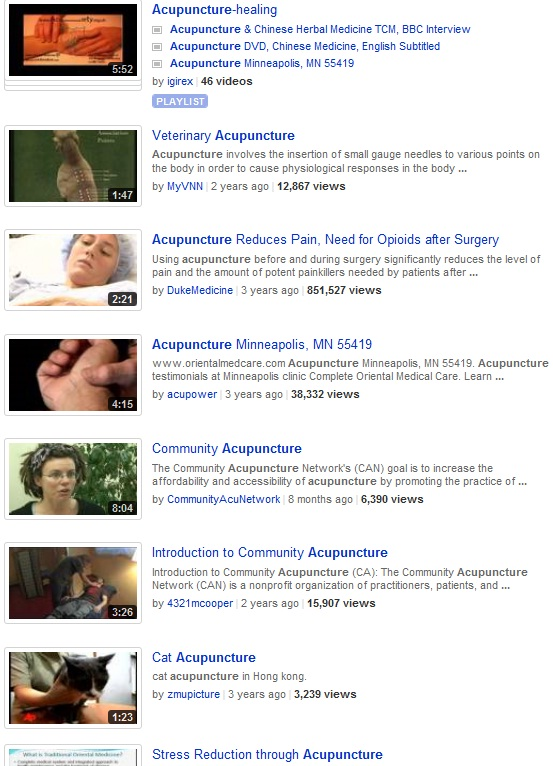 Acupuncture-healing
Acupuncture & Chinese Herbal Medicine TCM, BBC Interview
Acupuncture DVD, Chinese Medicine, English Subtitled
Acupuncture Minneapolis, MN 55419
5:52
by igirex | 46 videos
PLAYLIST
Veterinary Acupuncture
Acupuncture involves the insertion of small gauge needles to various points on
the body in order to cause physiological responses in the body ...
1:47
by MyVNN | 2 years ago | 12,867 views
Acupuncture Reduces Pain, Need for Opioids after Surgery
Using acupuncture before and during surgery significantly reduces the level of
pain and the amount of potent painkillers needed by patients after ...
2:21
by DukeMedicine | 3 years ago | 851,527 views
Acupuncture Minneapolis, MN 55419
www.orientalmedcare.com Acupuncture Minneapolis, MN 55419. Acupuncture
testimonials at Minneapolis clinic Complete Oriental Medical Care. Learn ...
4:15
by acupower | 3 years ago | 38,332 views
Community Acupuncture
The Community Acupuncture Network's (CAN) goal is to increase the
affordability and accessibility of acupuncture by promoting the practice of ...
8:04
by CommunityAcuNetwork | 8 months ago | 6,390 views
Introduction to Community Acupuncture
Introduction to Community Acupuncture (CA): The Community Acupuncture
Network (CAN) is a nonprofit organization of practitioners, patients, and ...
3:26
by 4321mcooper | 2 years ago | 15,907 views
Cat Acupuncture
cat acupuncture in Hong kong.
1:23
by zmupicture | 3 years ago | 3,239 views
What is Traditional Oriental Medicine?
Stress Reduction through Acupuncture